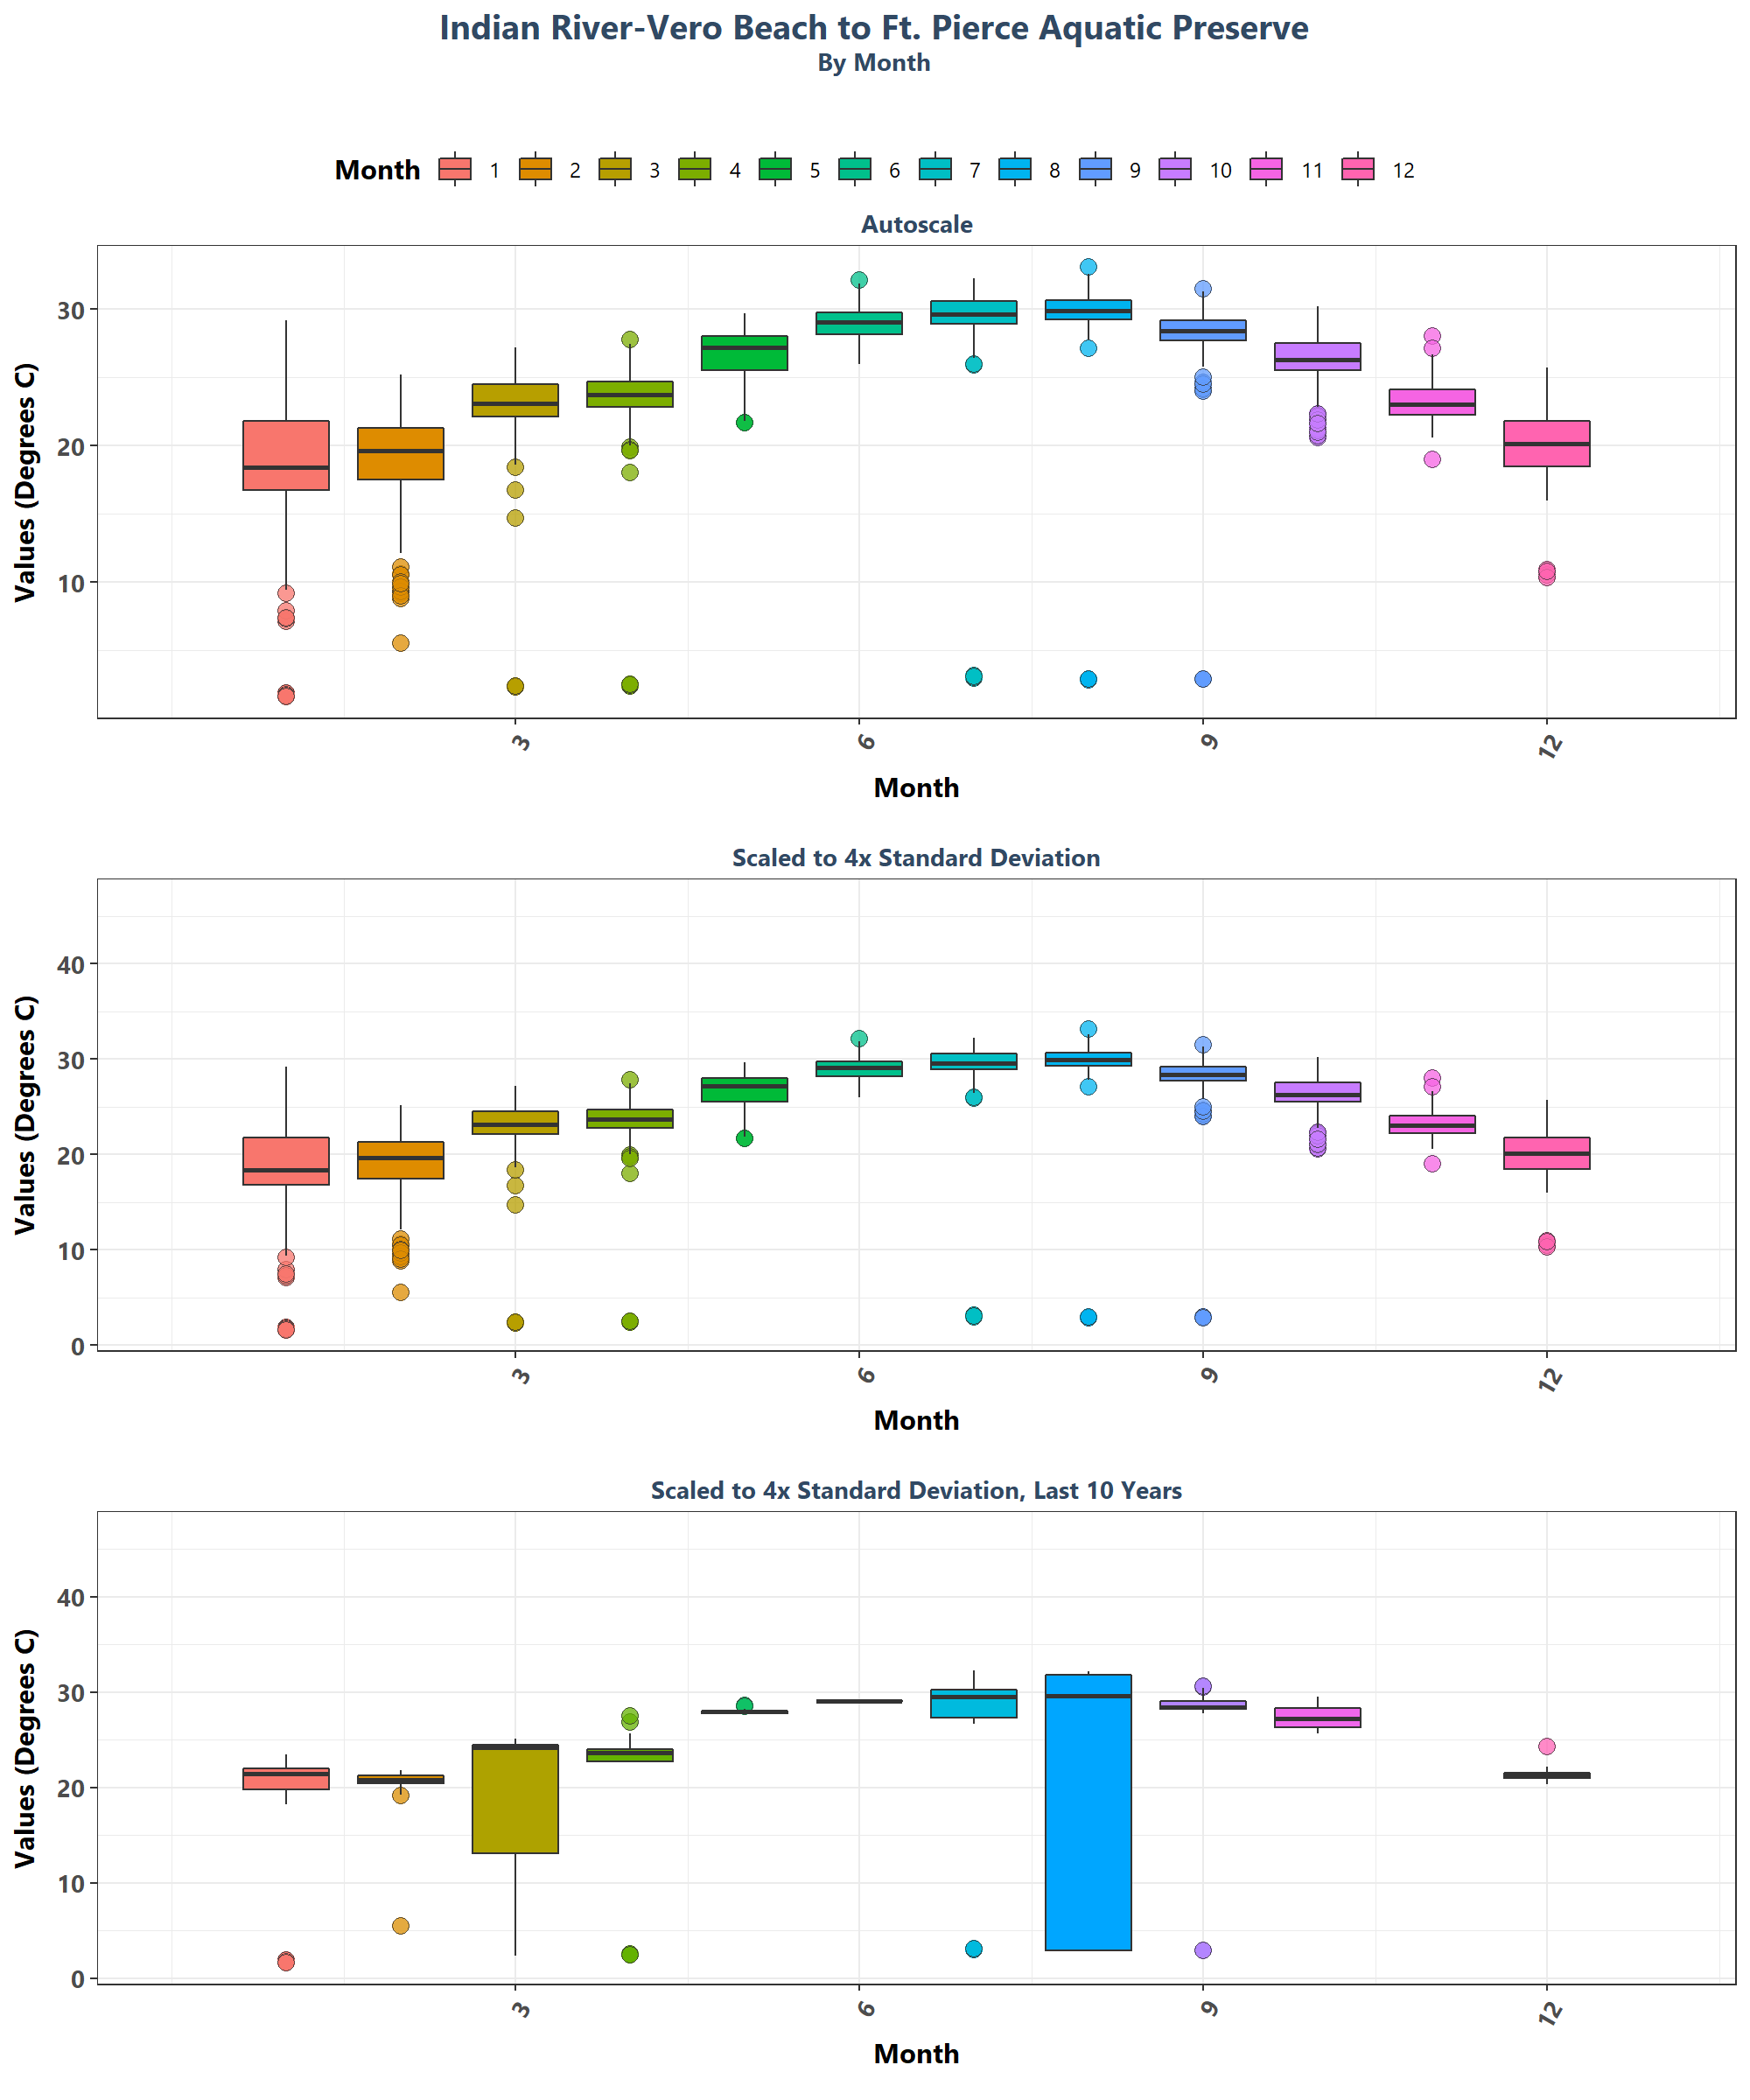 Indian River-Vero Beach to Ft. Pierce Aquatic Preserve
By Month
Month 1 2 3 4 5 6 7 8 9 10 11 12
Autoscale
Values (Degrees C)
30
20
10
3 6 9 12
Month
Scaled to 4x Standard Deviation
Values (Degrees C)
40
30
20
10
0
3 6 9 12
Month
Scaled to 4x Standard Deviation, Last 10 Years
Values (Degrees C)
40
30
20
10
0
3 6 9 12
Month